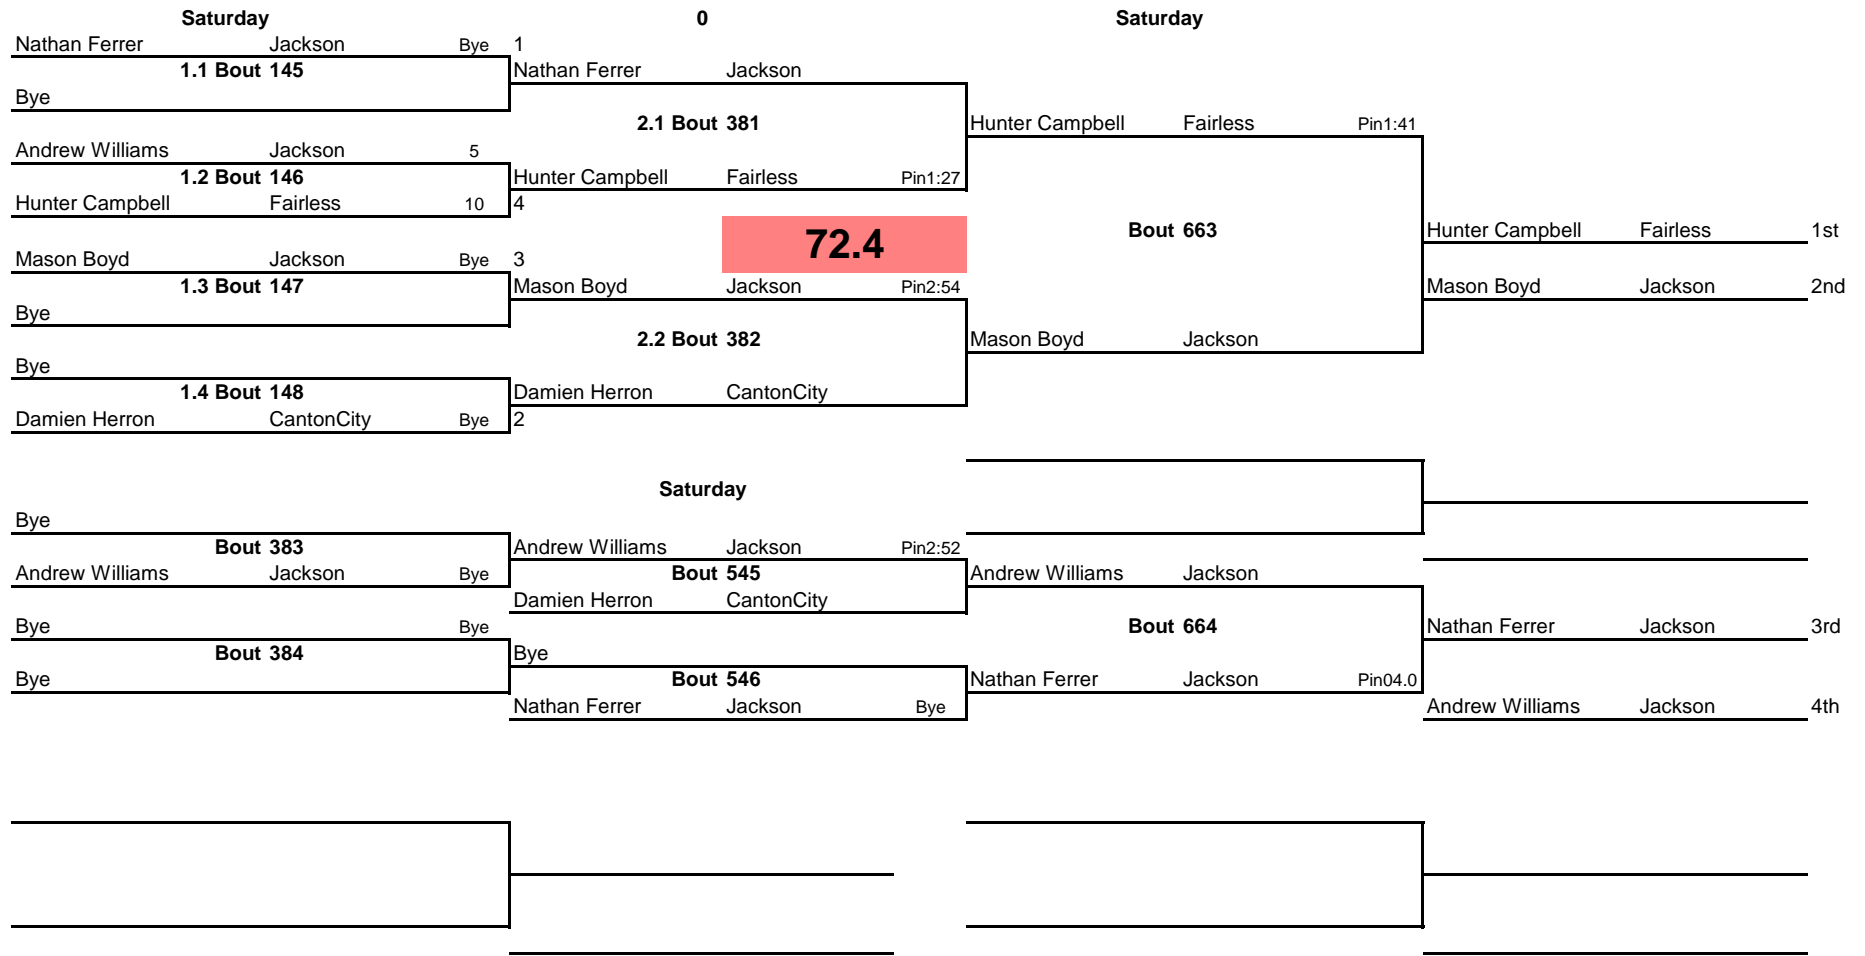 Saturday 0 Saturday
Nathan Ferrer Jackson Bye 1
1.1 Bout 145 Nathan Ferrer Jackson
Bye
2.1 Bout 381 Hunter Campbell Fairless Pin1:41
Andrew Williams Jackson 5
1.2 Bout 146 Hunter Campbell Fairless Pin1:27
Hunter Campbell Fairless 10 4
72.4 Bout 663 Hunter Campbell Fairless 1st
Mason Boyd Jackson Bye 3
1.3 Bout 147 Mason Boyd Jackson Pin2:54 Mason Boyd Jackson 2nd
Bye
2.2 Bout 382 Mason Boyd Jackson
Bye
1.4 Bout 148 Damien Herron CantonCity
Damien Herron CantonCity Bye 2
Saturday
Bye
Bout 383 Andrew Williams Jackson Pin2:52
Andrew Williams Jackson Bye Bout 545 Andrew Williams Jackson
Damien Herron CantonCity
Bye Bye Bout 664 Nathan Ferrer Jackson 3rd
Bout 384 Bye
Bye Bout 546 Nathan Ferrer Jackson Pin04.0
Nathan Ferrer Jackson Bye Andrew Williams Jackson 4th